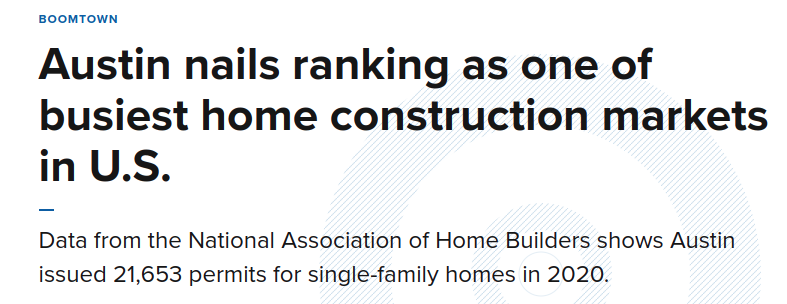 BOOMTOWN
Austin nails ranking as one of
busiest home construction markets
in U.S.
Data from the National Association of Home Builders shows Austin
issued 21,653 permits for single-family homes in 2020.